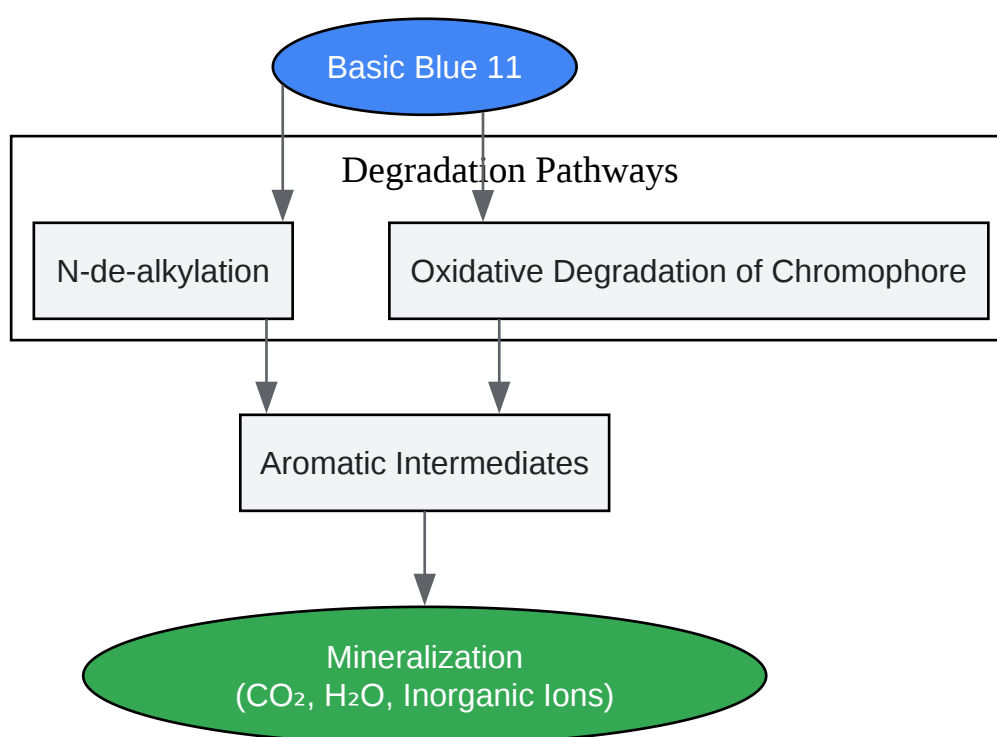 Basic Blue 11
Degradation Pathways
N-de-alkylation
Oxidative Degradation of Chromophore
Aromatic Intermediates
Mineralization
(CO₂, H₂O, Inorganic Ions)